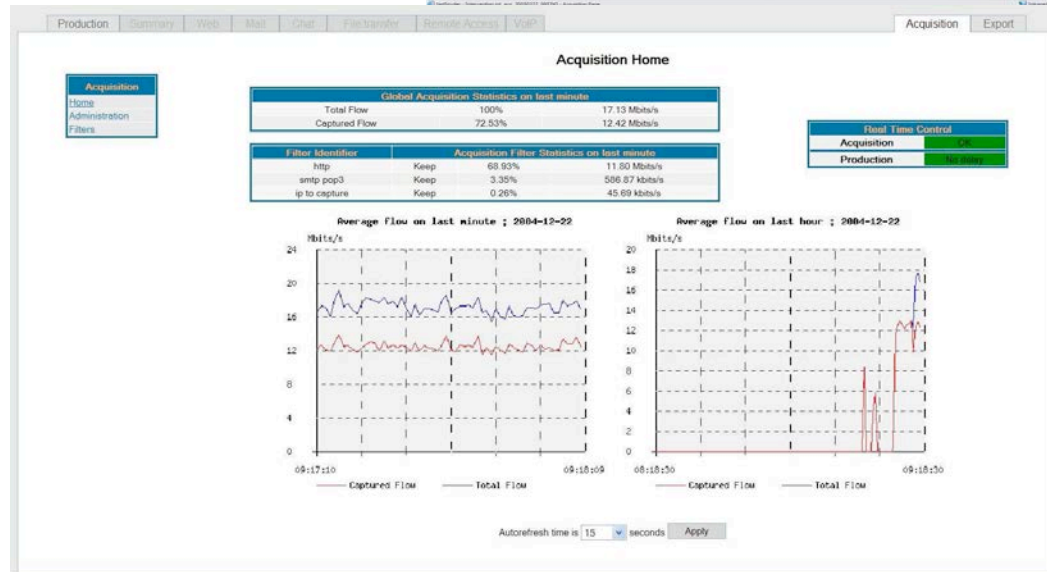 Production Summary Web Mail Chat Filetransfer Remote Access VoIP
Acquisition Export
Acquisition Home
Acquisition
Home
Administration
Filters
Global Acquisition Statistics on last minute
Total Flow 100% 17.13 Mbits/s
Captured Flow 72.53% 12.42 Mbits/s
Real Time Control
Acquisition OK
Production No delay
Filter Identifier Acquisition Filter Statistics on last minute
http Keep 68.93% 11.80 Mbits/s
smtp pop3 Keep 3.35% 586.87 kbits/s
ip to capture Keep 0.26% 45.69 kbits/s
Average flow on last minute ; 2004-12-22
Mbits/s
24
20
16
12
8
4
0
09:17:10 09:18:09
Captured Flow Total Flow
Average flow on last hour ; 2004-12-22
Mbits/s
20
18
16
14
12
10
8
6
4
2
0
08:18:30 09:18:30
Captured Flow Total Flow
Autorefresh time is 15 seconds Apply